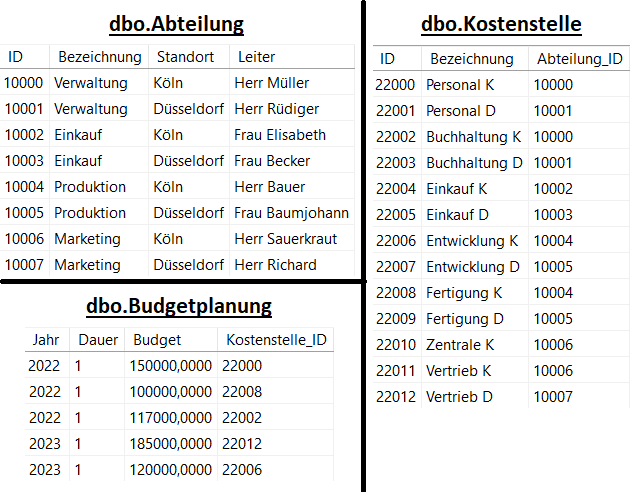 dbo.Abteilung
ID Bezeichnung Standort Leiter
10000 Verwaltung Köln Herr Müller
10001 Verwaltung Düsseldorf Herr Rüdiger
10002 Einkauf Köln Frau Elisabeth
10003 Einkauf Düsseldorf Frau Becker
10004 Produktion Köln Herr Bauer
10005 Produktion Düsseldorf Frau Baumjohann
10006 Marketing Köln Herr Sauerkraut
10007 Marketing Düsseldorf Herr Richard
dbo.Budgetplanung
Jahr Dauer Budget Kostenstelle_ID
2022 1 150000,0000 22000
2022 1 100000,0000 22008
2022 1 117000,0000 22002
2023 1 185000,0000 22012
2023 1 120000,0000 22006
dbo.Kostenstelle
ID Bezeichnung Abteilung_ID
22000 Personal K 10000
22001 Personal D 10001
22002 Buchhaltung K 10000
22003 Buchhaltung D 10001
22004 Einkauf K 10002
22005 Einkauf D 10003
22006 Entwicklung K 10004
22007 Entwicklung D 10005
22008 Fertigung K 10004
22009 Fertigung D 10005
22010 Zentrale K 10006
22011 Vertrieb K 10006
22012 Vertrieb D 10007